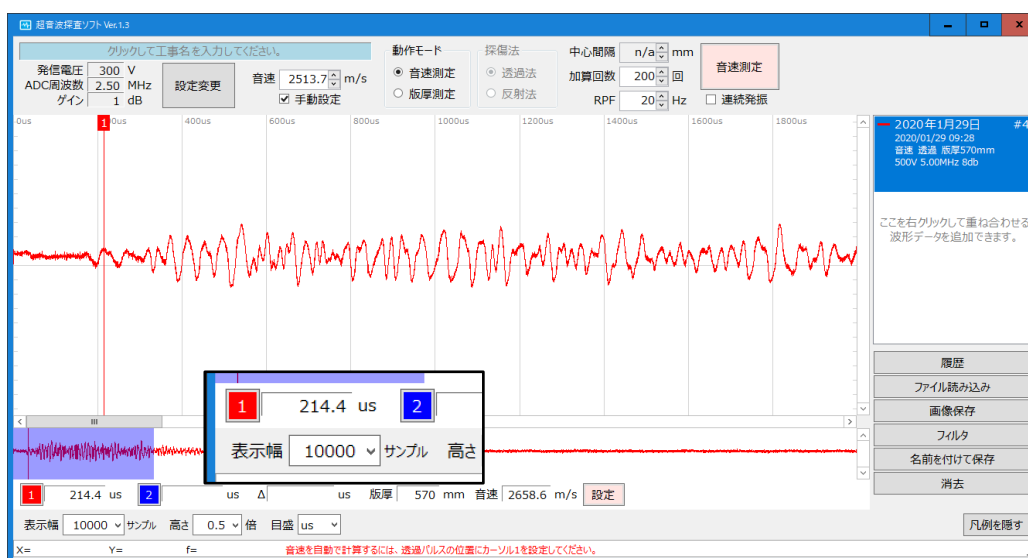 超音波探査ソフト Ver.1.3
クリックして工事名を入力してください。
発信電圧 300 V
ADC周波数 2.50 MHz
ゲイン 1 dB
設定変更
音速 2513.7 m/s
手動設定
動作モード
音速測定
版厚測定
探傷法
透過法
反射法
中心間隔 n/a mm
加算回数 200 回
RPF 20 Hz
音速測定
連続発振
0us 1 0us 400us 600us 800us 1000us 1200us 1400us 1600us 1800us
2020年1月29日 #4
2020/01/29 09:28
音速 透過 版厚570mm
500V 5.00MHz 8db
ここを右クリックして重ね合わせる
波形データを追加できます。
1 214.4 us 2
表示幅 10000 サンプル 高さ
履歴
ファイル読み込み
画像保存
フィルタ
名前を付けて保存
消去
1 214.4 us 2 us Δ us 版厚 570 mm 音速 2658.6 m/s 設定
表示幅 10000 サンプル 高さ 0.5 倍 目盛 us
凡例を隠す
X= Y= f= 音速を自動で計算するには、透過パルスの位置にカーソル1を設定してください。